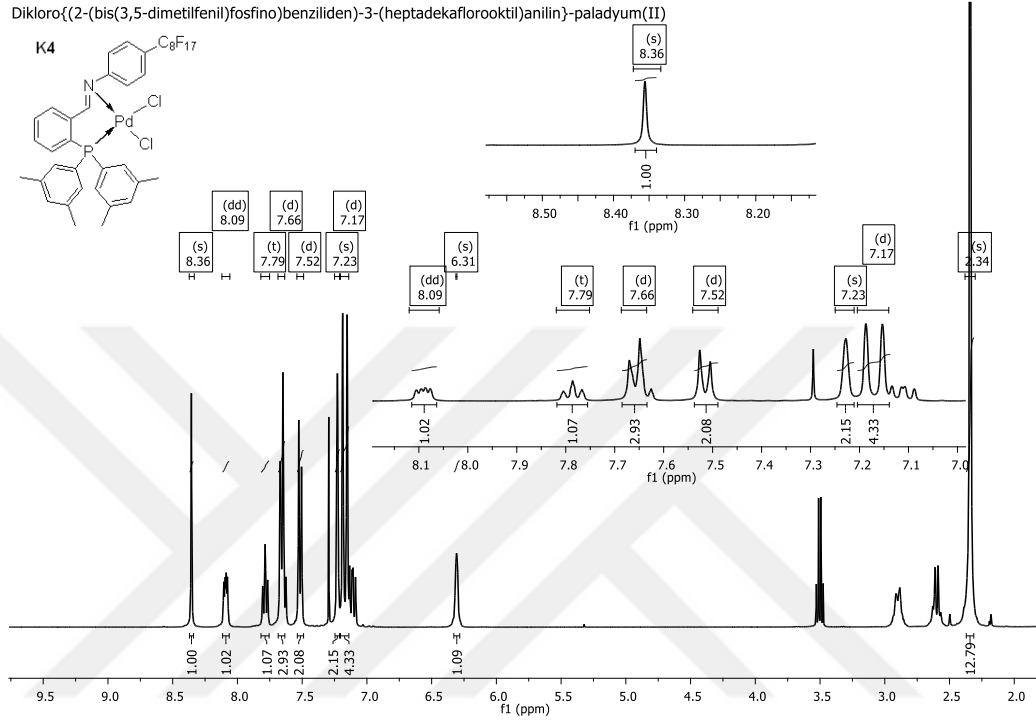 Dikloro{(2-(bis(3,5-dimetilfenil)fosfino)benziliden)-3-(heptadekaflorooktil)anilin}-paladyum(II)
K4
C8F17
N
Pd
Cl
Cl
P
(s)
8.36
1.00
8.50 8.40 8.30 8.20
f1 (ppm)
(dd)
8.09
(d)
7.66
(d)
7.17
(s)
8.36
(t)
7.79
(d)
7.52
(s)
7.23
(s)
6.31
(d)
7.17
(s)
2.34
(dd)
8.09
(t)
7.79
(d)
7.66
(d)
7.52
(s)
7.23
1.02 1.07 2.93 2.08 2.15 4.33
8.1 8.0 7.9 7.8 7.7 7.6 7.5 7.4 7.3 7.2 7.1 7.0
f1 (ppm)
1.00 1.02 1.07 2.93 2.08 2.15 4.33 1.09 12.79
9.5 9.0 8.5 8.0 7.5 7.0 6.5 6.0 5.5 5.0 4.5 4.0 3.5 3.0 2.5 2.0
f1 (ppm)